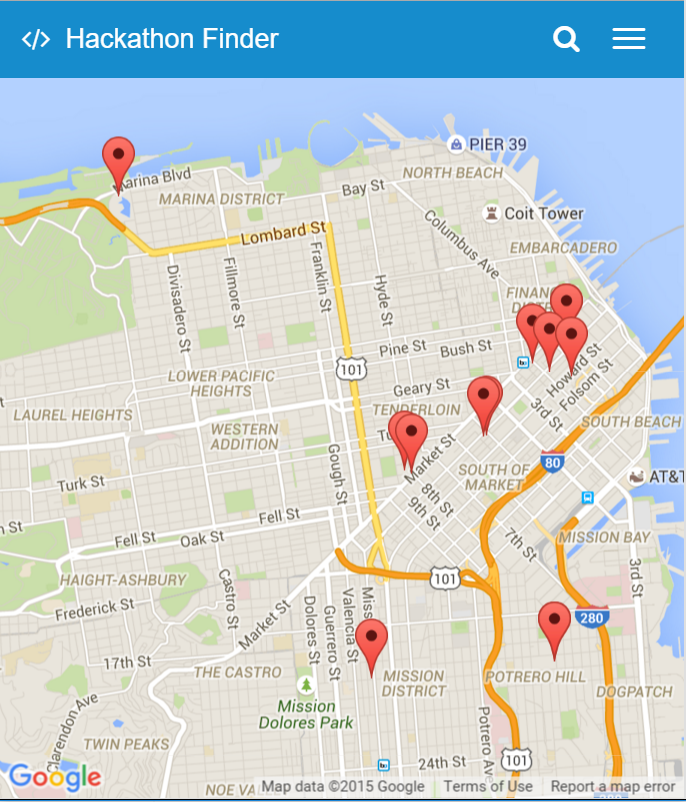 </> Hackathon Finder
PIER 39
NORTH BEACH
Marina Blvd
Bay St
MARINA DISTRICT
Coit Tower
Columbus Ave
Lombard St
EMBARCADERO
Franklin St
Fillmore St
Divisadero St
Hyde St
Pine St
Bush St
101
Howard St
Folsom St
LOWER PACIFIC
HEIGHTS
Geary St
TENDERLOIN
3rd St
LAUREL HEIGHTS
WESTERN
ADDITION
SOUTH BEACH
Market St
Gough St
80
SOUTH OF
MARKET
AT&T
Turk St
8th St
9th St
Fell St
7th St
Fell St
Oak St
MISSION BAY
3rd St
HAIGHT-ASHBURY
101
Castro St
Frederick St
Market St
Dolores St
Guerrero St
Valencia St
280
17th St
THE CASTRO
MISSION
DISTRICT
POTRERO HILL
DOGPATCH
Mission
Dolores Park
Clarendon Ave
TWIN PEAKS
24th St
101
Google
Map data ©2015 Google
Terms of Use
Report a map error